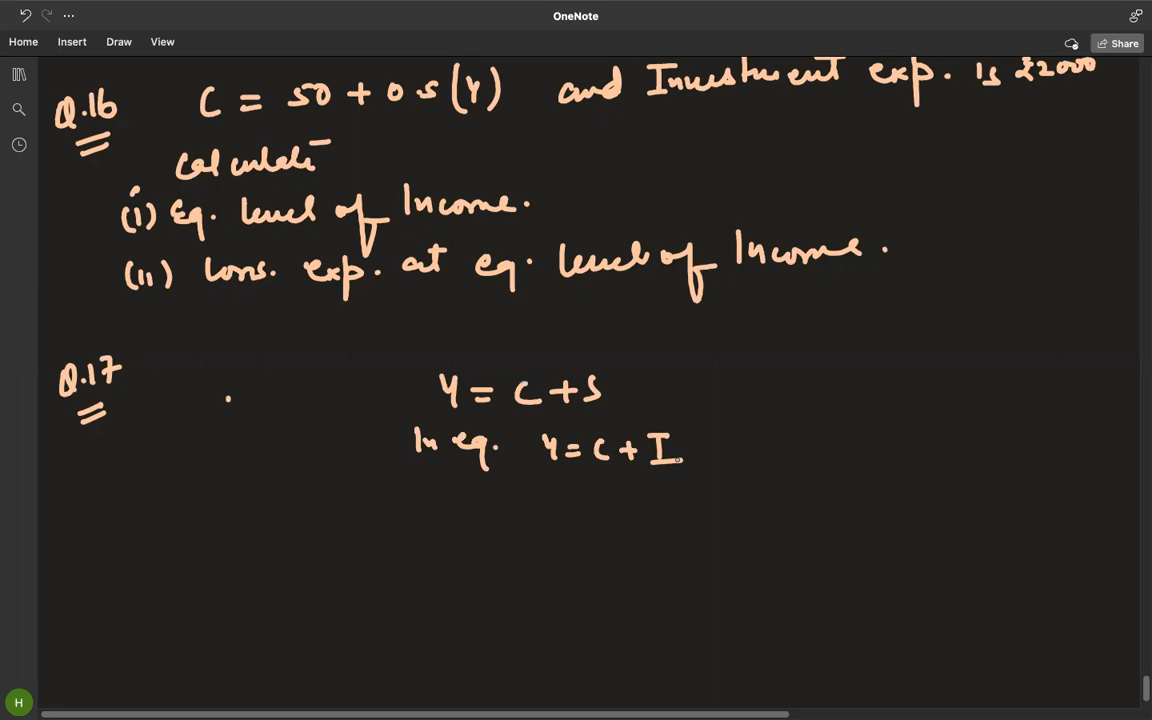 OneNote
Home Insert Draw View Share
Q.16 C = 50 + 0.5(Y) and Investment exp. is ₹2000
Calculate
(i) Eq. level of Income.
(ii) Cons. exp. at eq. level of Income.
Q.17 Y = C + S
In eq. Y = C + I
H